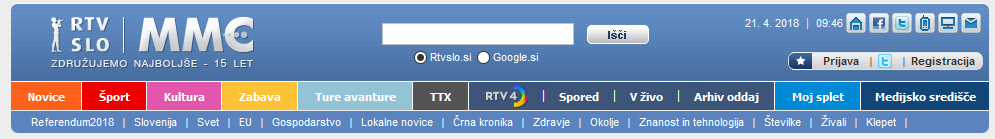 RTV SLO MMC
ZDRUŽUJEMO NAJBOLJŠE - 15 LET
Išči
Rtvslo.si Google.si
21. 4. 2018 | 09:46
Prijava | Registracija
Novice Šport Kultura Zabava Ture avanture TTX RTV 4D Spored V živo Arhiv oddaj Moj splet Medijsko središče
Referendum2018 | Slovenija | Svet | EU | Gospodarstvo | Lokalne novice | Črna kronika | Zdravje | Okolje | Znanost in tehnologija | Številke | Živali | Klepet |